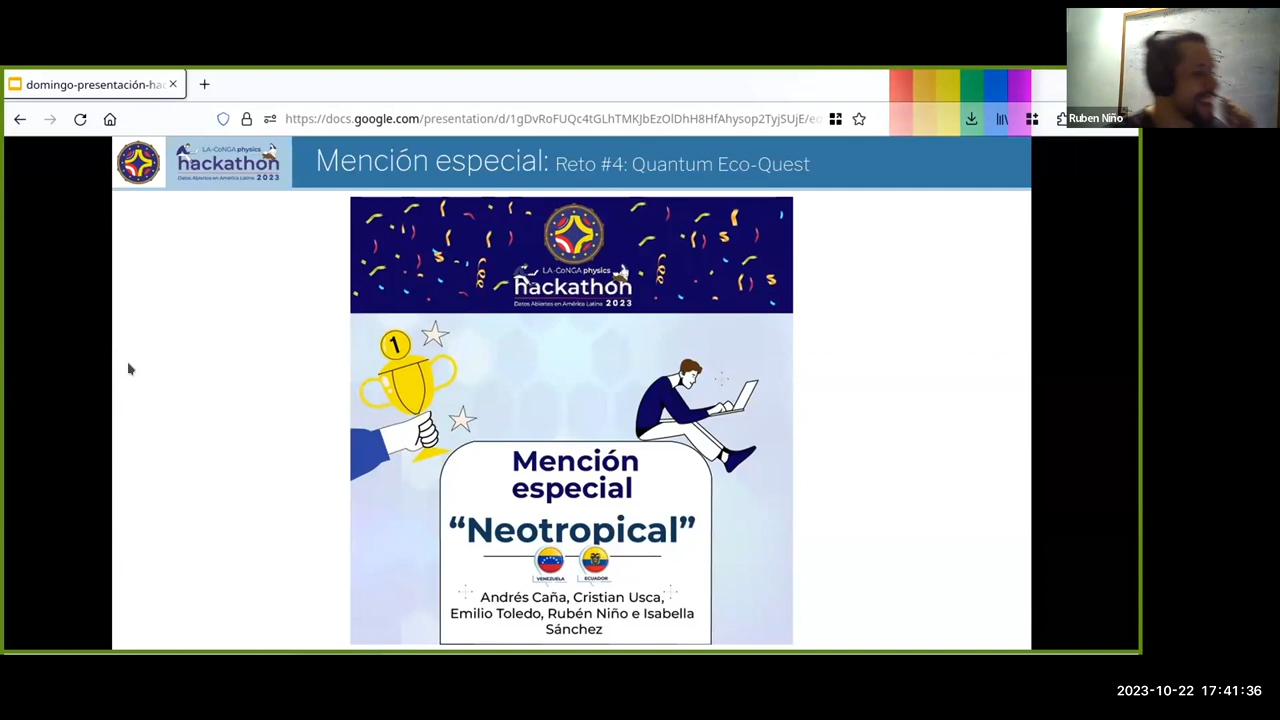 domingo-presentación-hac
https://docs.google.com/presentation/d/1gDvRoFUQc4tGLhTMKJbEzOlDhH8HfAhysop2TyjSUjE/ed
Ruben Niño
LA-CoNGA physics
hackathon
Datos Abiertos en América Latina 2023
Mención especial: Reto #4: Quantum Eco-Quest
LA-CoNGA physics
hackathon
Datos Abiertos en América Latina 2023
1
Mención
especial
“Neotropical”
VENEZUELA ECUADOR
Andrés Caña, Cristian Usca,
Emilio Toledo, Rubén Niño e Isabella
Sánchez
2023-10-22 17:41:36